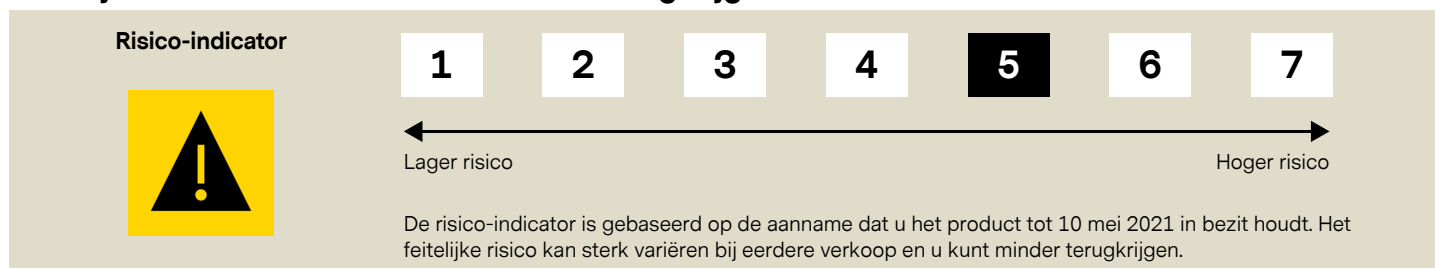 Risico-indicator
1 2 3 4 5 6 7
Lager risico Hoger risico
De risico-indicator is gebaseerd op de aanname dat u het product tot 10 mei 2021 in bezit houdt. Het
feitelijke risico kan sterk variëren bij eerdere verkoop en u kunt minder terugkrijgen.